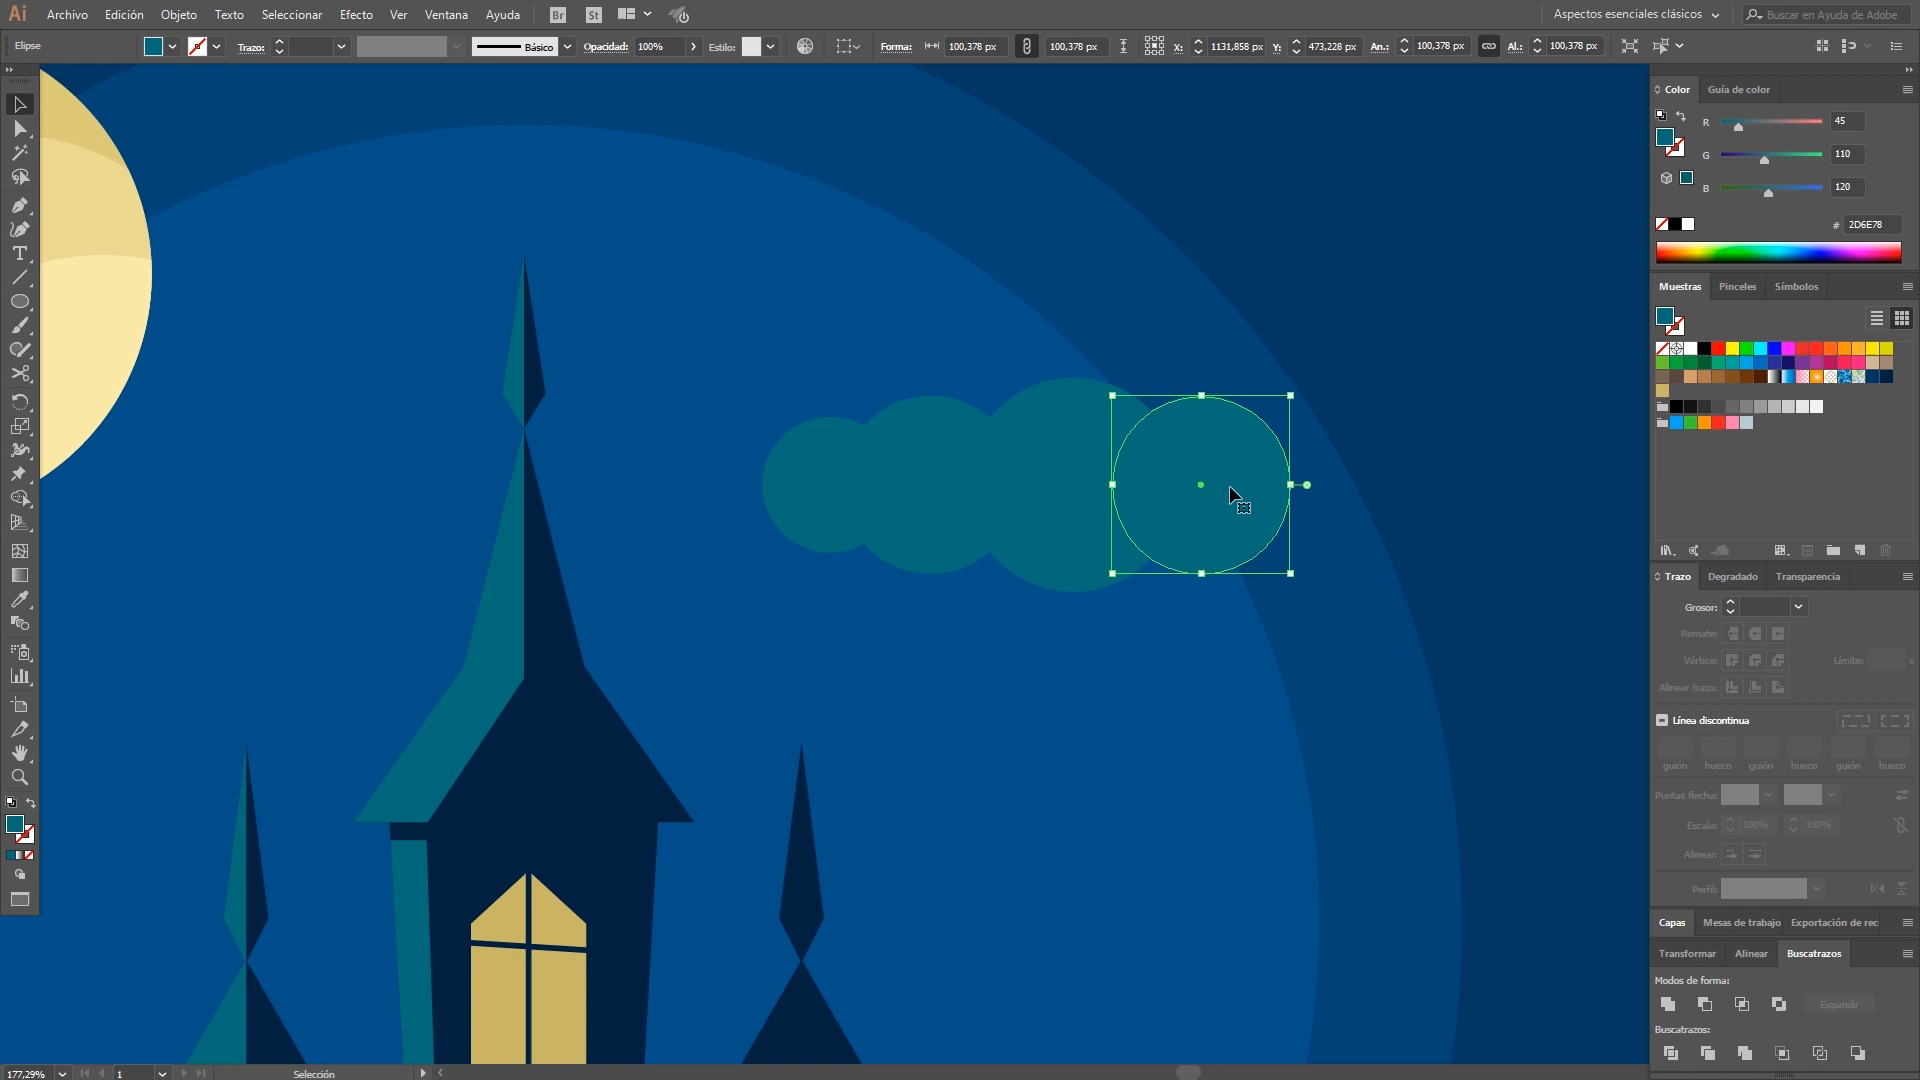 Ai Archivo Edición Objeto Texto Seleccionar Efecto Ver Ventana Ayuda Br St Aspectos esenciales clásicos Buscar en Ayuda de Adobe
Elipse Trazo: Básico Opacidad: 100% Estilo: Forma: 100,378 px 100,378 px X: 1131,858 px Y: 473,228 px An.: 100,378 px Al.: 100,378 px
Color Guía de color
R 45
G 110
B 120
# 2D6E78
Muestras Pinceles Símbolos
Trazo Degradado Transparencia
Grosor:
Remate:
Vértice: Límite: x
Alinear trazo:
Línea discontinua
guión hueco guión hueco guión hueco
Puntas flecha:
Escala: 100% 100%
Alinear:
Perfil:
Capas Mesas de trabajo Exportación de rec
Transformar Alinear Buscatrazos
Modos de forma:
Expandir
Buscatrazos:
177,29% 1 Selección